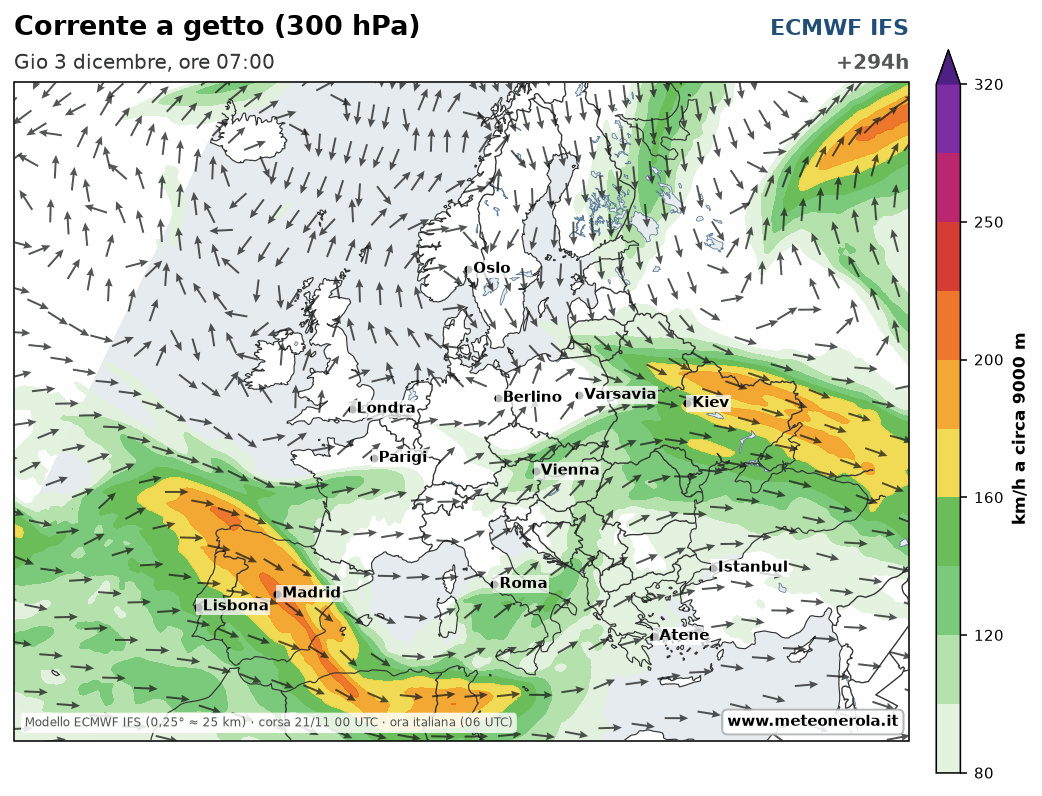 Corrente a getto (300 hPa)
ECMWF IFS
Gio 3 dicembre, ore 07:00
+294h
Oslo
Berlino
Varsavia
Kiev
Londra
Parigi
Vienna
Istanbul
Roma
Madrid
Lisbona
Atene
Modello ECMWF IFS (0,25° ≈ 25 km) · corsa 21/11 00 UTC · ora italiana (06 UTC)
www.meteonerola.it
320
250
200
160
120
80
km/h a circa 9000 m